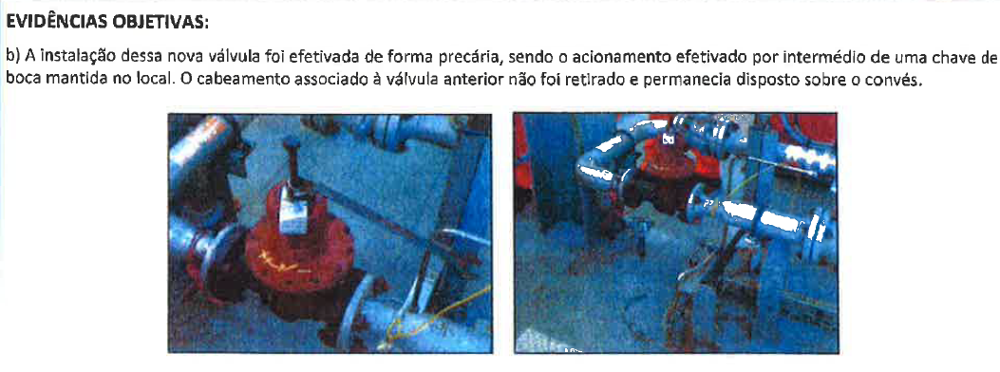 EVIDÊNCIAS OBJETIVAS:
b) A instalação dessa nova válvula foi efetivada de forma precária, sendo o acionamento efetivado por intermédio de uma chave de
boca mantida no local. O cabeamento associado à válvula anterior não foi retirado e permanecia disposto sobre o convés.